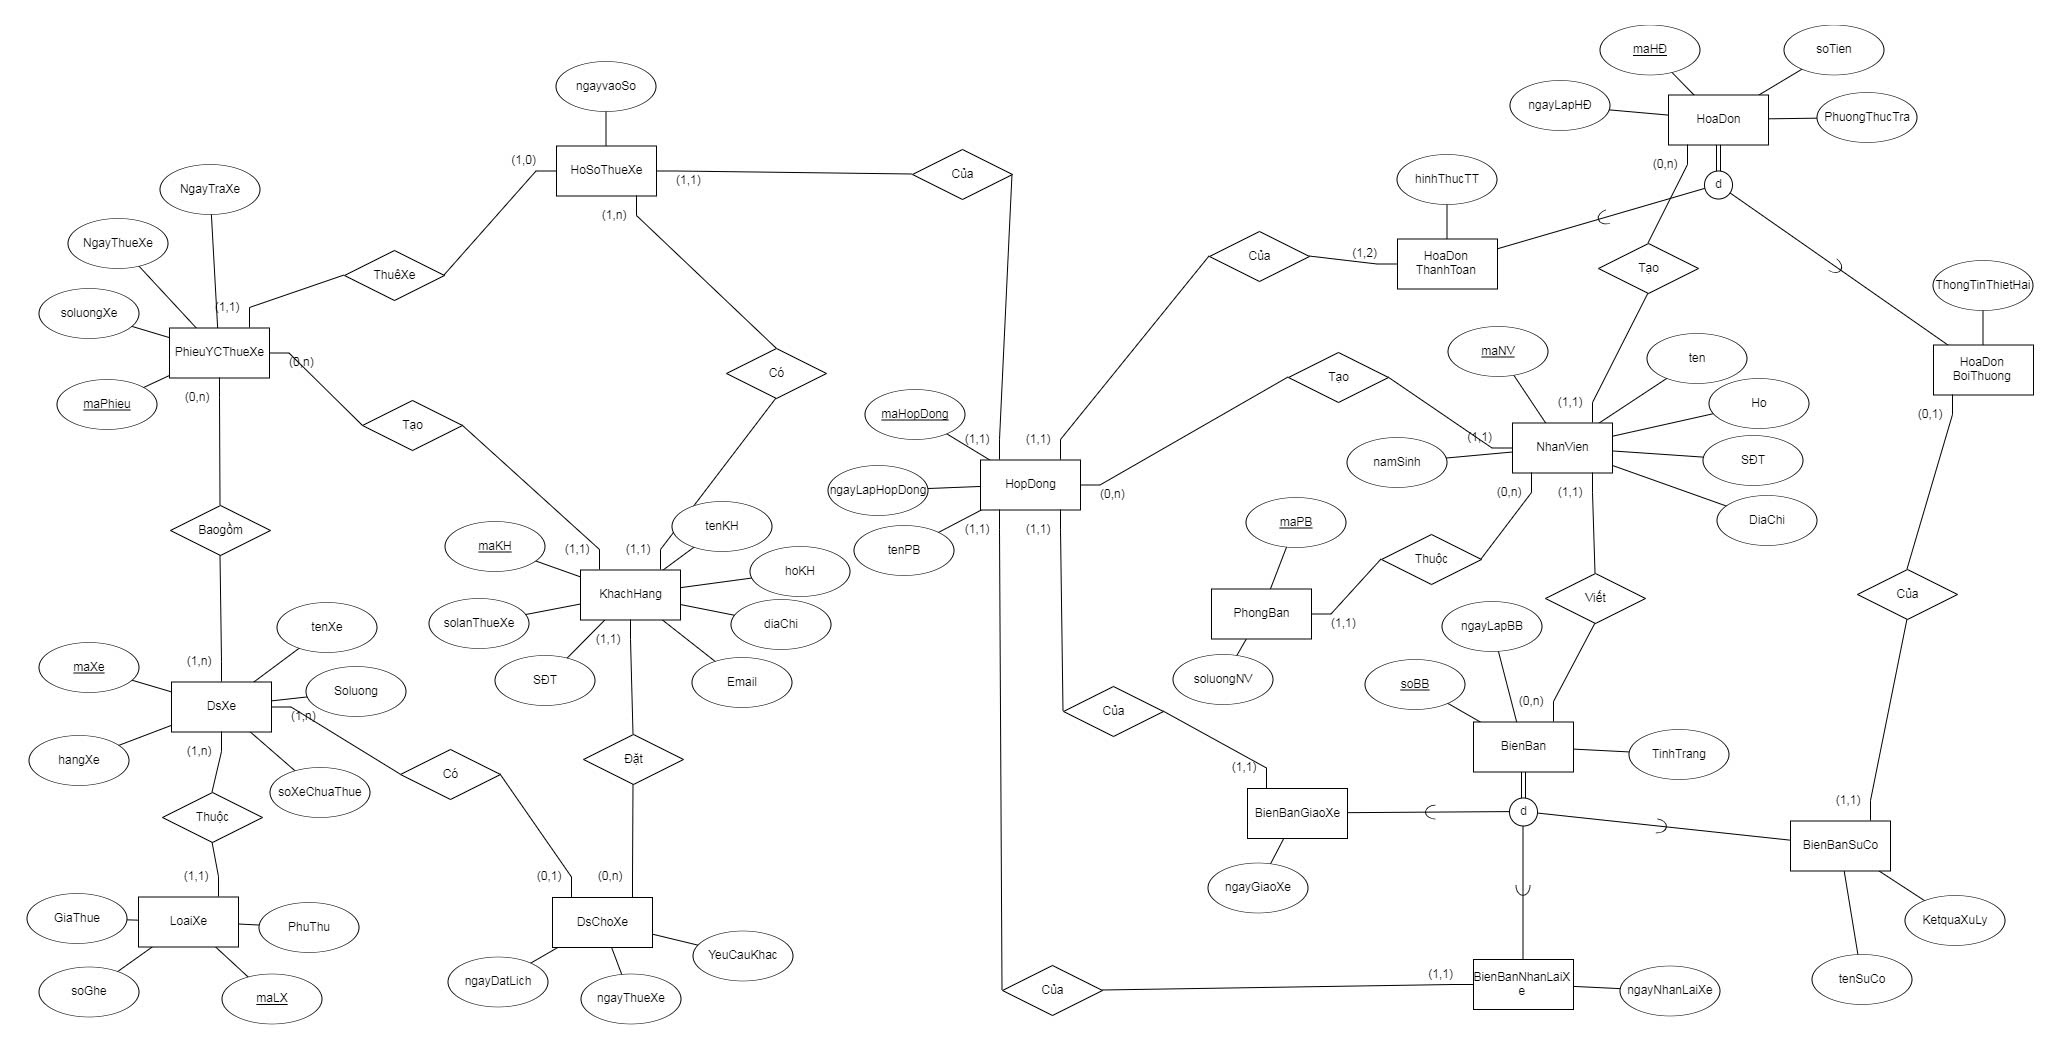 maHĐ
soTien
ngayLapHĐ
HoaDon
PhuongThucTra
ngayvaoSo
(0,n)
(1,0)
HoSoThueXe
(1,1)
Của
d
NgayTraXe
hinhThucTT
(1,n)
NgayThueXe
Của
(1,2)
HoaDon
ThanhToan
Tạo
ThuêXe
ThongTinThietHai
soluongXe
(1,1)
PhieuYCThueXe
(0,n)
maNV
ten
HoaDon
BoiThuong
Có
Tạo
maPhieu
(0,n)
maHopDong
(1,1)
Ho
(0,1)
Tạo
(1,1)
(1,1)
(1,1)
NhanVien
namSinh
SĐT
ngayLapHopDong
HopDong
(0,n)
(0,n)
(1,1)
DiaChi
Baogồm
tenKH
maPB
(1,1)
(1,1)
maKH
(1,1)
(1,1)
tenPB
Thuộc
hoKH
KhachHang
Viết
Của
solanThueXe
diaChi
PhongBan
(1,1)
tenXe
(1,1)
ngayLapBB
maXe
(1,n)
SĐT
Email
soluongNV
soBB
Soluong
DsXe
(1,n)
(0,n)
Của
BienBan
TinhTrang
hangXe
(1,n)
Đặt
(1,1)
Có
soXeChuaThue
(1,1)
Thuộc
BienBanGiaoXe
d
BienBanSuCo
(1,1)
(0,1)
(0,n)
ngayGiaoXe
GiaThue
LoaiXe
PhuThu
DsChoXe
KetquaXuLy
YeuCauKhac
(1,1)
BienBanNhanLaiX
e
ngayDatLich
tenSuCo
soGhe
maLX
ngayThueXe
Của
ngayNhanLaiXe